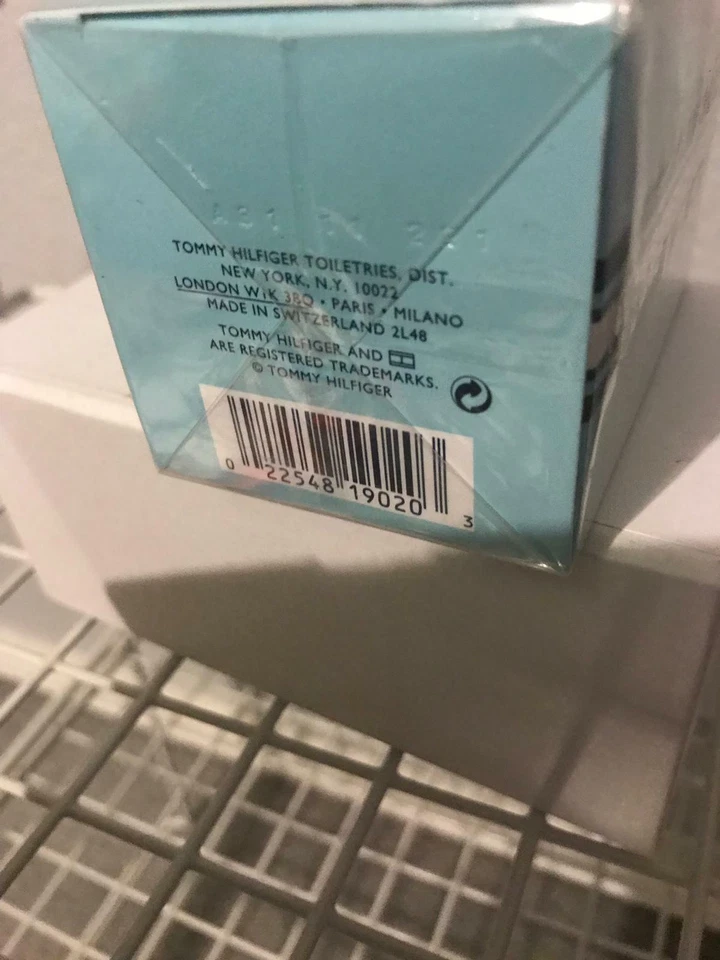 TOMMY HILFIGER TOILETRIES, DIST.
NEW YORK, N.Y. 10022
LONDON W1K 3BQ • PARIS • MILANO
MADE IN SWITZERLAND 2L48
TOMMY HILFIGER AND
ARE REGISTERED TRADEMARKS.
© TOMMY HILFIGER
0 22548 19020 3